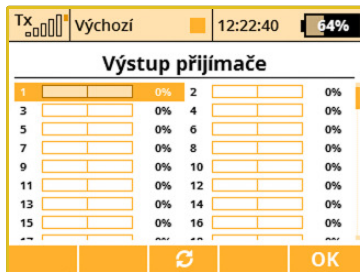 Tx Výchozí 12:22:40 64%
Výstup přijímače
1 0% 2 0%
3 0% 4 0%
5 0% 6 0%
7 0% 8 0%
9 0% 10 0%
11 0% 12 0%
13 0% 14 0%
15 0% 16 0%
OK